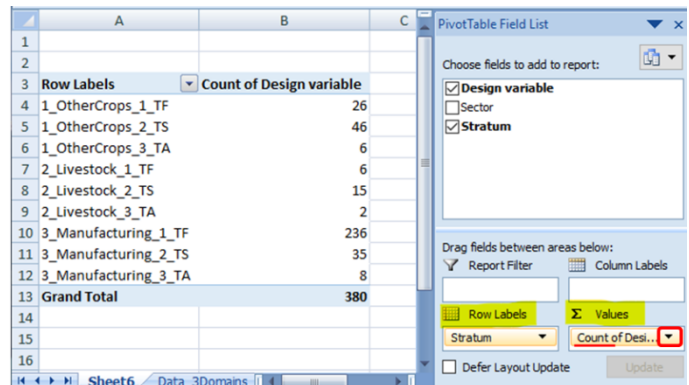 A B C PivotTable Field List
1
2
Choose fields to add to report:
3 Row Labels Count of Design variable
Design variable
4 1_OtherCrops_1_TF 26
Sector
5 1_OtherCrops_2_TS 46
Stratum
6 1_OtherCrops_3_TA 6
7 2_Livestock_1_TF 6
8 2_Livestock_2_TS 15
9 2_Livestock_3_TA 2
10 3_Manufacturing_1_TF 236
11 3_Manufacturing_2_TS 35
Drag fields between areas below:
12 3_Manufacturing_3_TA 8
Report Filter Column Labels
13 Grand Total 380
14
Row Labels Σ Values
15
Stratum Count of Desi...
16
Defer Layout Update Update
Sheet6 Data_3Domains